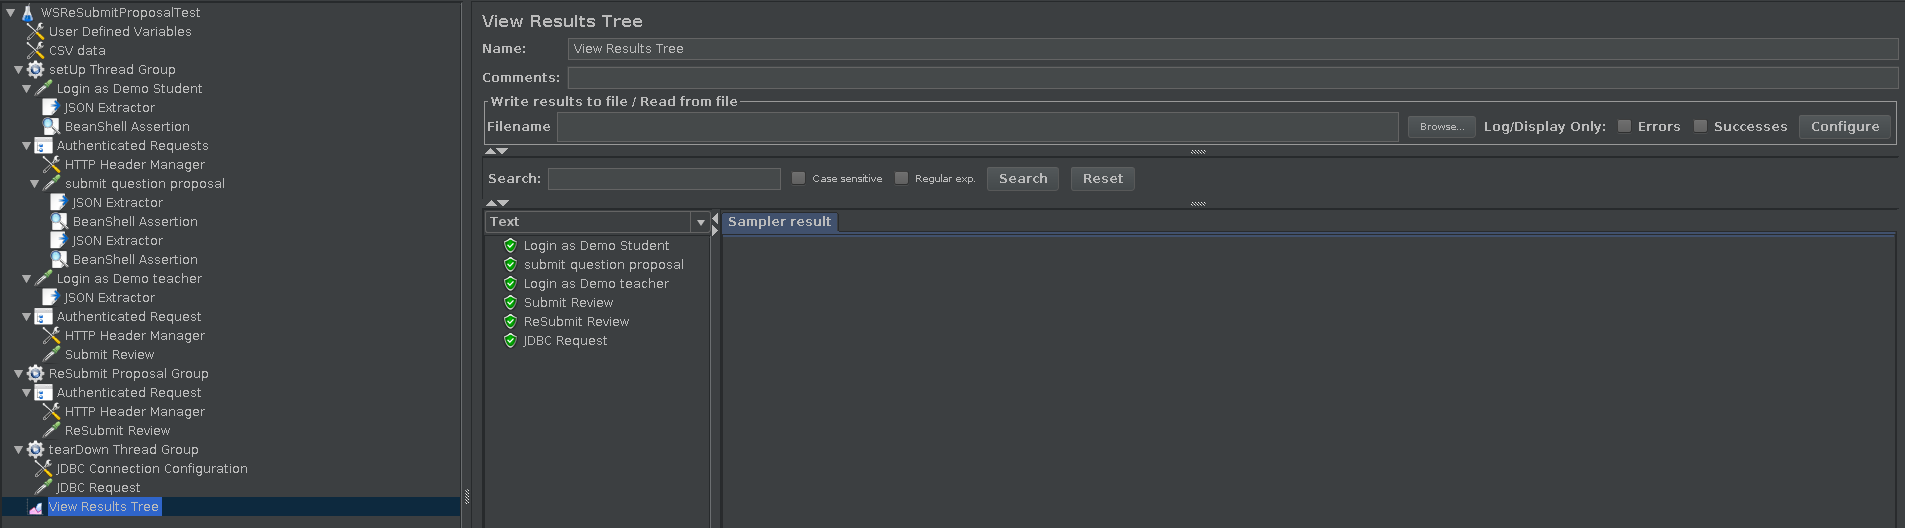 WSReSubmitProposalTest
User Defined Variables
CSV data
setUp Thread Group
Login as Demo Student
JSON Extractor
BeanShell Assertion
Authenticated Requests
HTTP Header Manager
submit question proposal
JSON Extractor
BeanShell Assertion
JSON Extractor
BeanShell Assertion
Login as Demo teacher
JSON Extractor
Authenticated Request
HTTP Header Manager
Submit Review
ReSubmit Proposal Group
Authenticated Request
HTTP Header Manager
ReSubmit Review
tearDown Thread Group
JDBC Connection Configuration
JDBC Request
View Results Tree
View Results Tree
Name: View Results Tree
Comments:
Write results to file / Read from file
Filename Browse... Log/Display Only: Errors Successes Configure
Search: Case sensitive Regular exp. Search Reset
Text
Login as Demo Student
submit question proposal
Login as Demo teacher
Submit Review
ReSubmit Review
JDBC Request
Sampler result